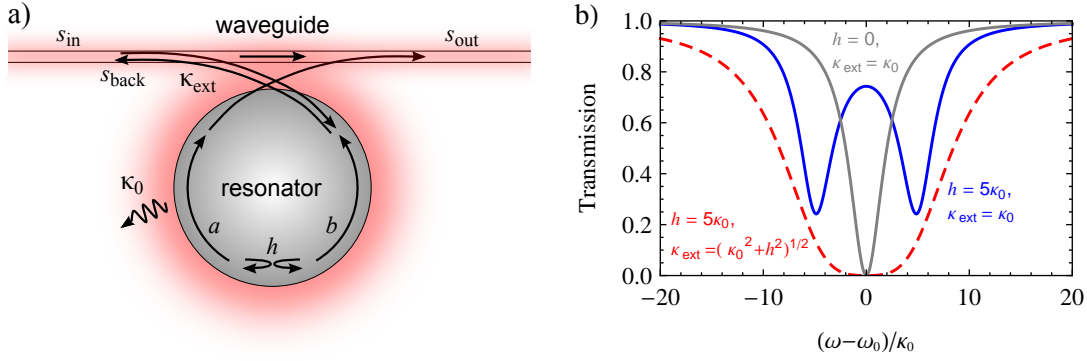 a)
waveguide
s_in
s_out
s_back
κ_ext
resonator
κ_0
a
b
h
b)
Transmission
1.0
0.8
0.6
0.4
0.2
0.0
h = 0,
κ_ext = κ_0
h = 5κ_0,
κ_ext = κ_0
h = 5κ_0,
κ_ext =( κ_0^2 +h^2)^1/2
−20
−10
0
10
20
(ω−ω_0)/κ_0